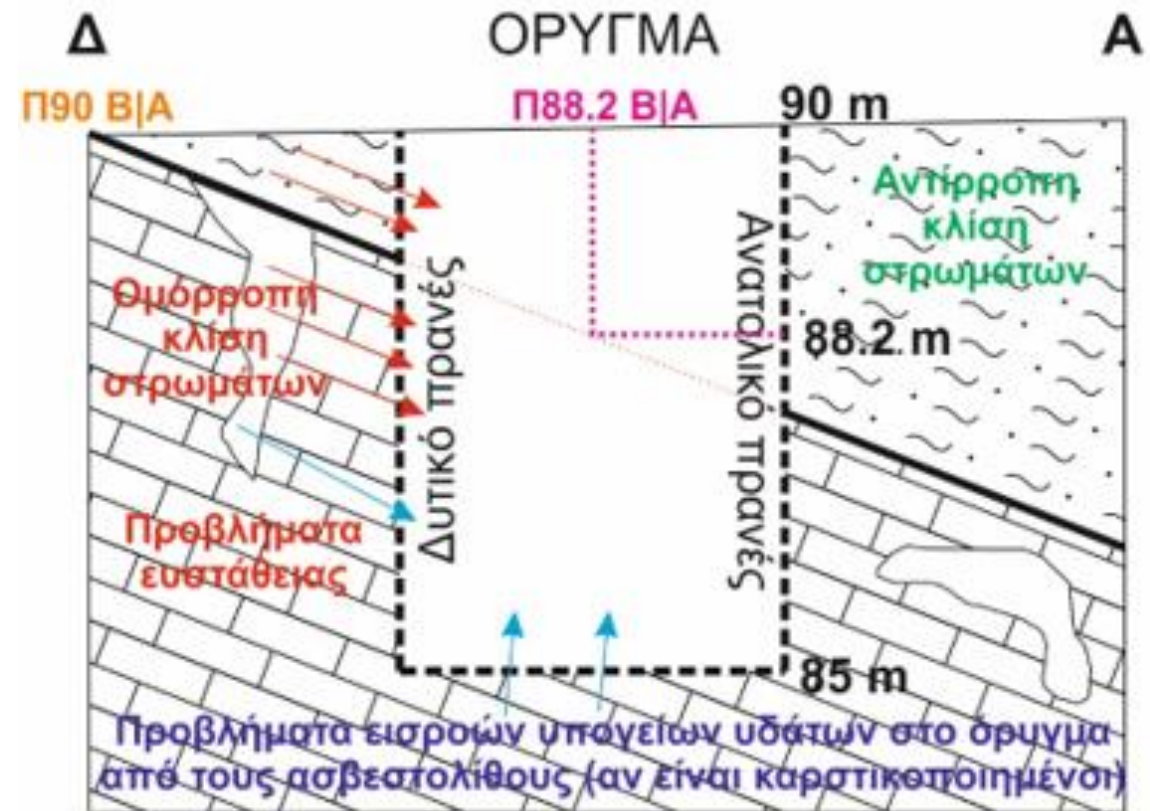 Δ ΟΡΥΓΜΑ Α
Π90 Β|Α Π88.2 Β|Α 90 m
Αντίρροπη
κλίση
στρωμάτων
Ομόρροπη
κλίση
στρωμάτων
Δυτικό πρανές
Ανατολικό πρανές
88.2 m
Προβλήματα
ευστάθειας
85 m
Προβλήματα εισροών υπογείων υδάτων στο όρυγμα
από τους ασβεστολίθους (αν είναι καρστικοποιημένοι)